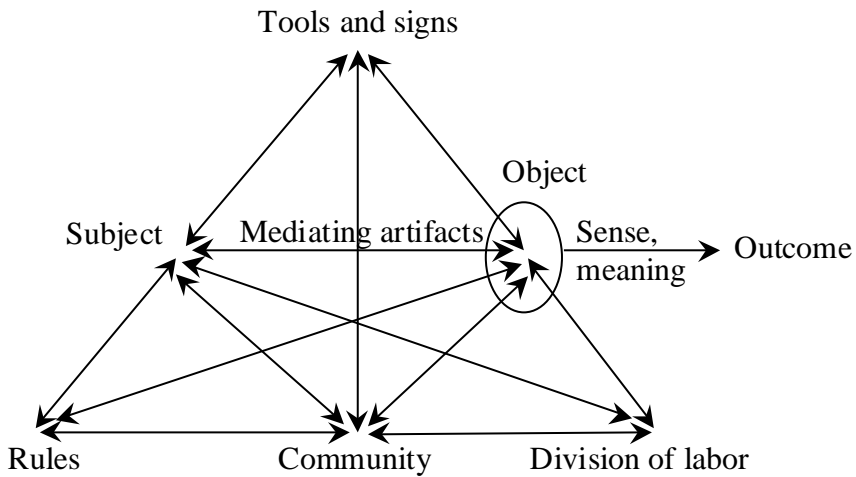 Tools and signs
Object
Subject
Mediating artifacts
Sense,
meaning
Outcome
Rules
Community
Division of labor